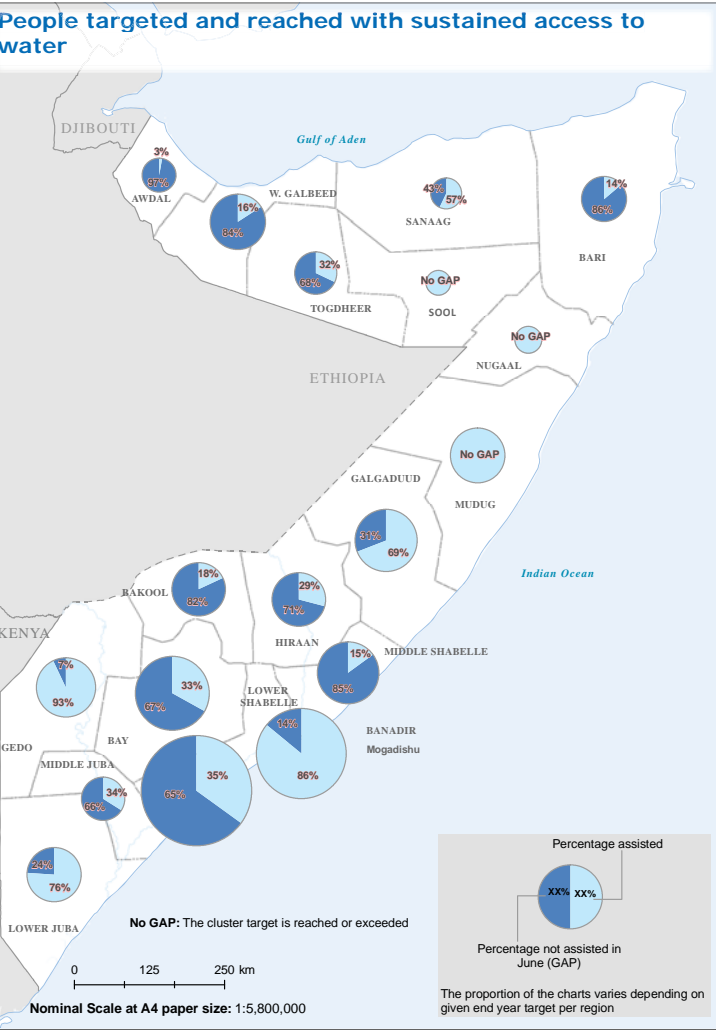 People targeted and reached with sustained access to
water
DJIBOUTI
Gulf of Aden
3%
97%
AWDAL
W. GALBEED
16%
84%
43%
57%
SANAAG
14%
86%
BARI
32%
68%
TOGDHEER
No GAP
SOOL
No GAP
NUGAAL
ETHIOPIA
No GAP
MUDUG
GALGADUUD
31%
69%
Indian Ocean
18%
82%
BAKOOL
29%
71%
HIRAAN
KENYA
15%
85%
MIDDLE SHABELLE
7%
93%
GEDO
33%
67%
BAY
LOWER
SHABELLE
14%
86%
BANADIR
Mogadishu
MIDDLE JUBA
34%
66%
35%
65%
24%
76%
LOWER JUBA
No GAP: The cluster target is reached or exceeded
0 125 250 km
Nominal Scale at A4 paper size: 1:5,800,000
Percentage assisted
XX% XX%
Percentage not assisted in
June (GAP)
The proportion of the charts varies depending on
given end year target per region